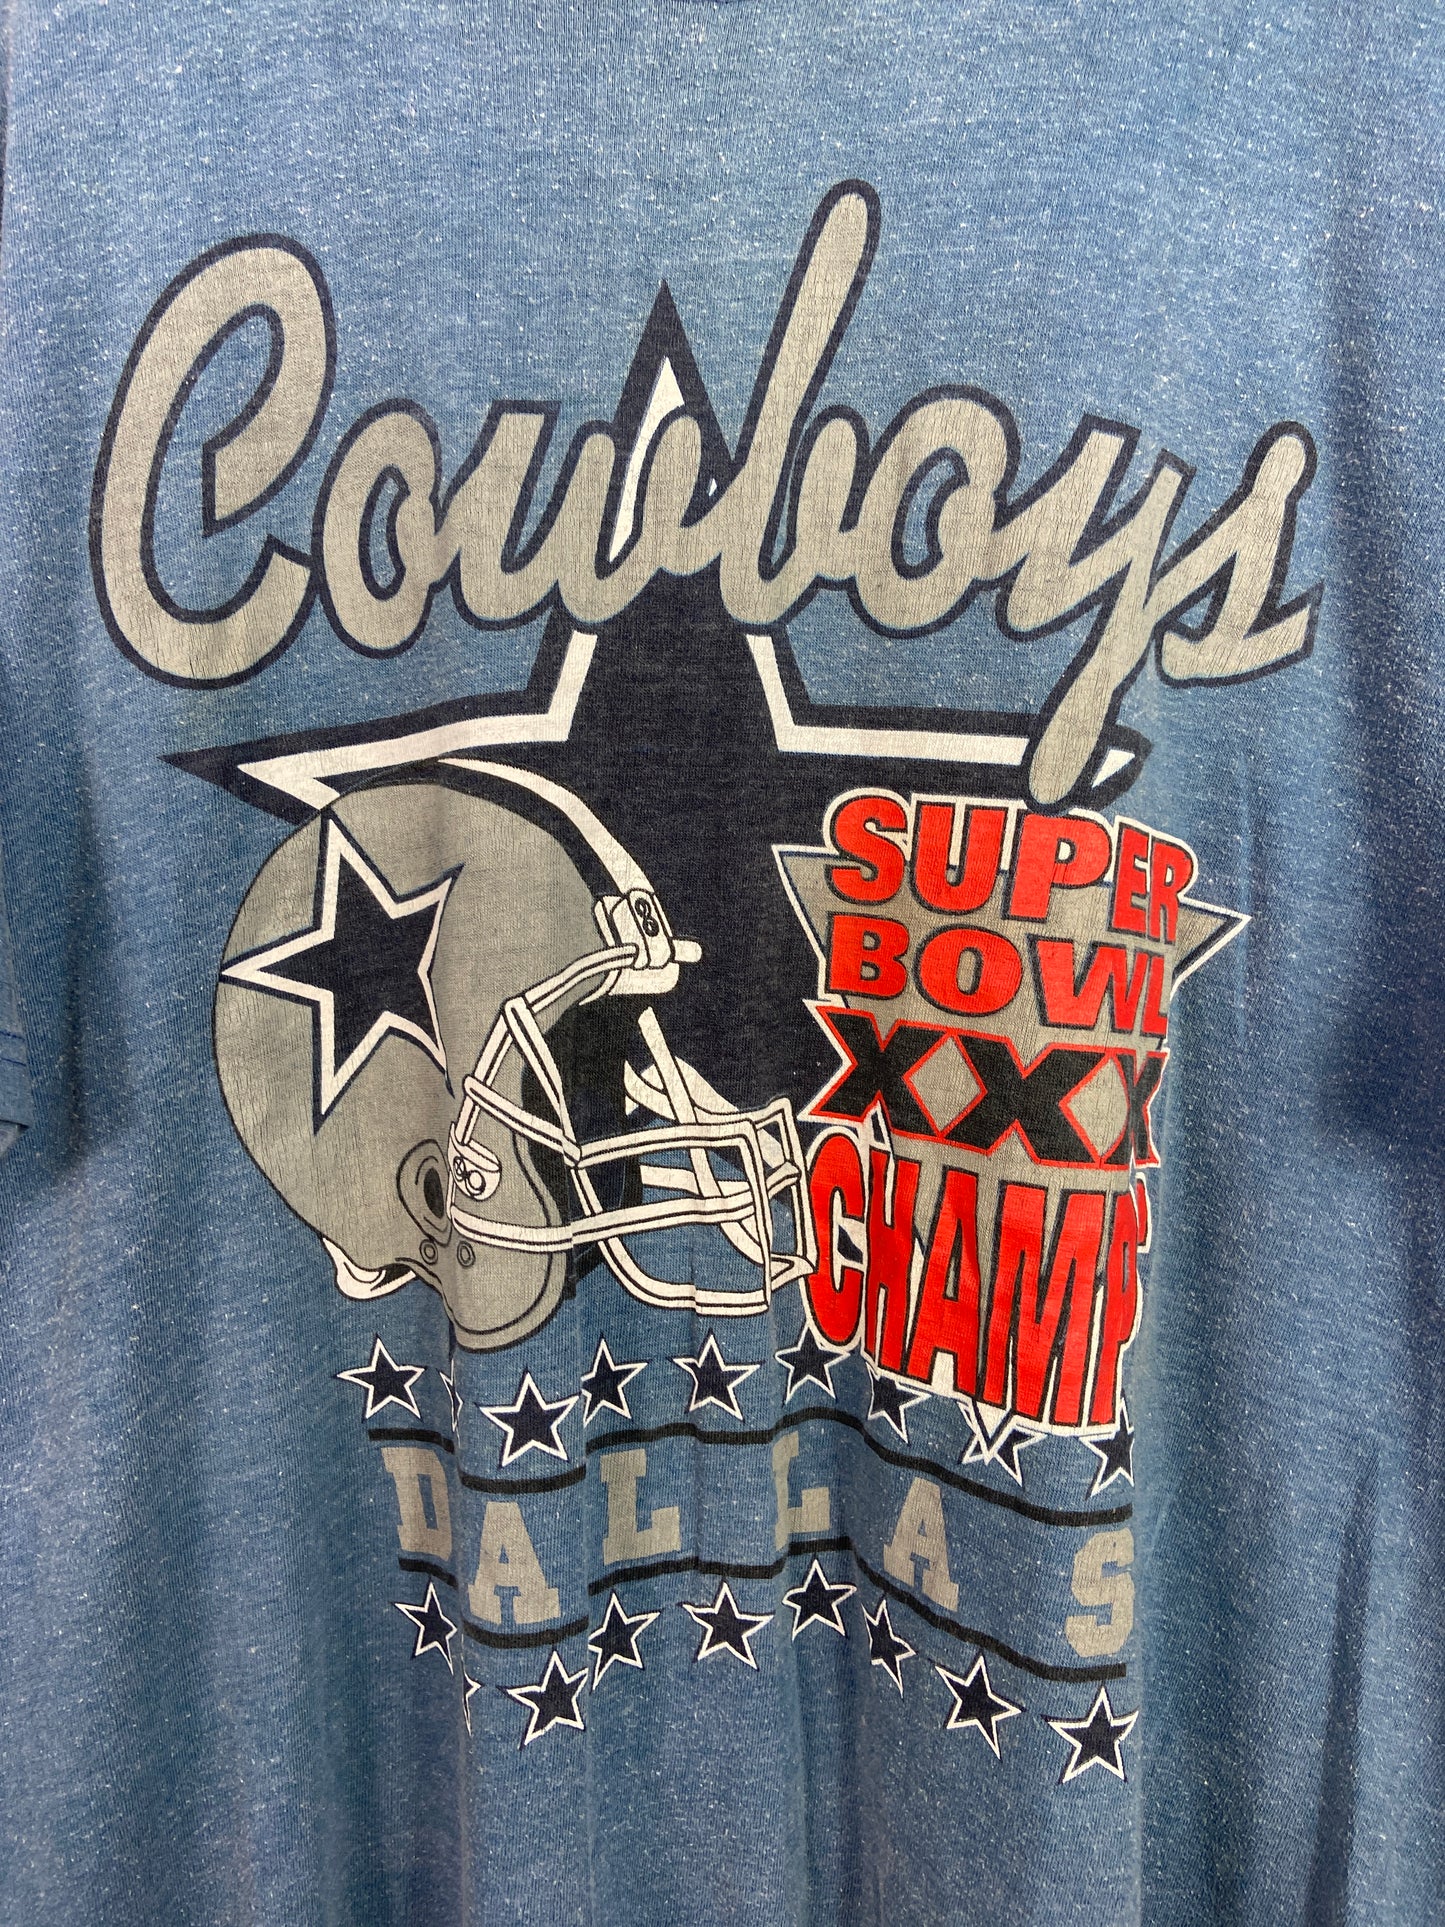 Cowboys
SUPER
BOWL
XXX
CHAMP'
DALLAS